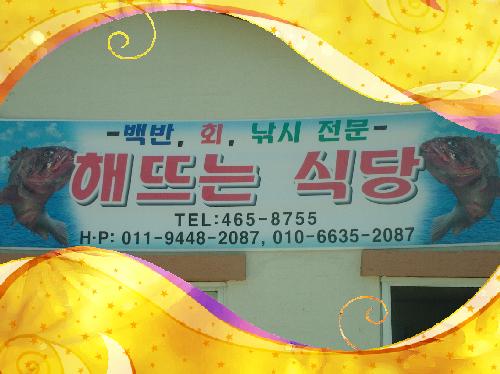 -백반, 회, 낚시 전문-
해뜨는 식당
TEL:465-8755
H·P: 011-9448-2087, 010-6635-2087